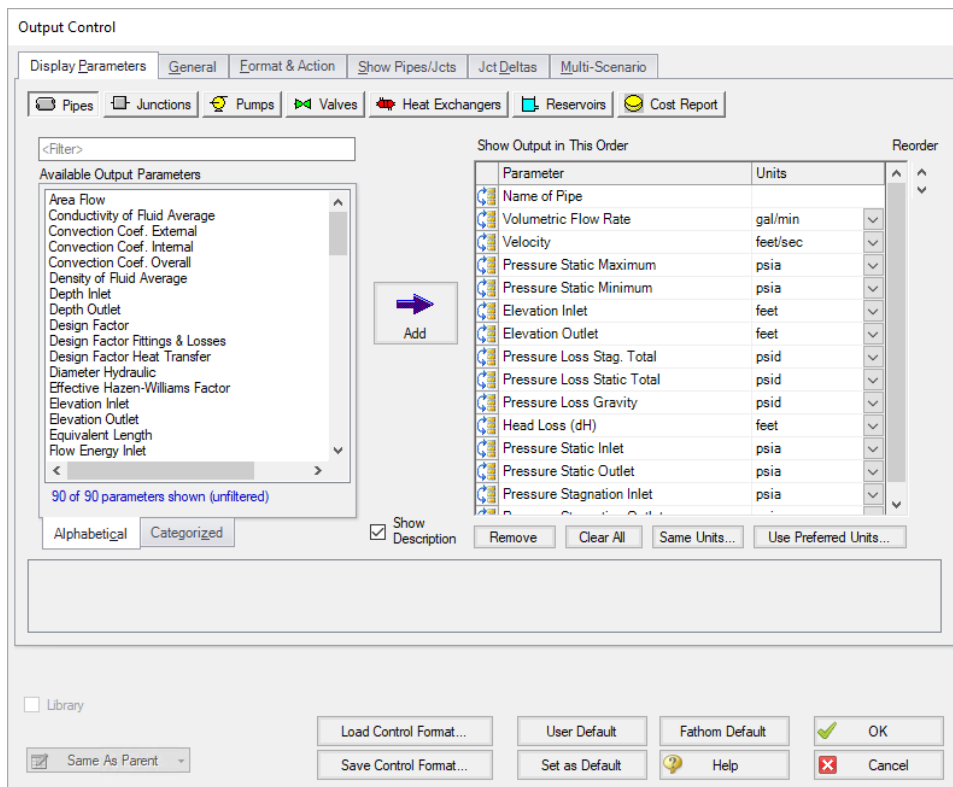 Output Control
Display Parameters General Format & Action Show Pipes/Jcts Jct Deltas Multi-Scenario
Pipes Junctions Pumps Valves Heat Exchangers Reservoirs Cost Report
<Filter>
Available Output Parameters
Area Flow
Conductivity of Fluid Average
Convection Coef. External
Convection Coef. Internal
Convection Coef. Overall
Density of Fluid Average
Depth Inlet
Depth Outlet
Design Factor
Design Factor Fittings & Losses
Design Factor Heat Transfer
Diameter Hydraulic
Effective Hazen-Williams Factor
Elevation Inlet
Elevation Outlet
Equivalent Length
Flow Energy Inlet
90 of 90 parameters shown (unfiltered)
Alphabetical Categorized
Add
Show
Description
Show Output in This Order Reorder
Parameter Units
Name of Pipe
Volumetric Flow Rate gal/min
Velocity feet/sec
Pressure Static Maximum psia
Pressure Static Minimum psia
Elevation Inlet feet
Elevation Outlet feet
Pressure Loss Stag. Total psid
Pressure Loss Static Total psid
Pressure Loss Gravity psid
Head Loss (dH) feet
Pressure Static Inlet psia
Pressure Static Outlet psia
Pressure Stagnation Inlet psia
Remove Clear All Same Units... Use Preferred Units...
Library
Same As Parent
Load Control Format... User Default Fathom Default OK
Save Control Format... Set as Default Help Cancel